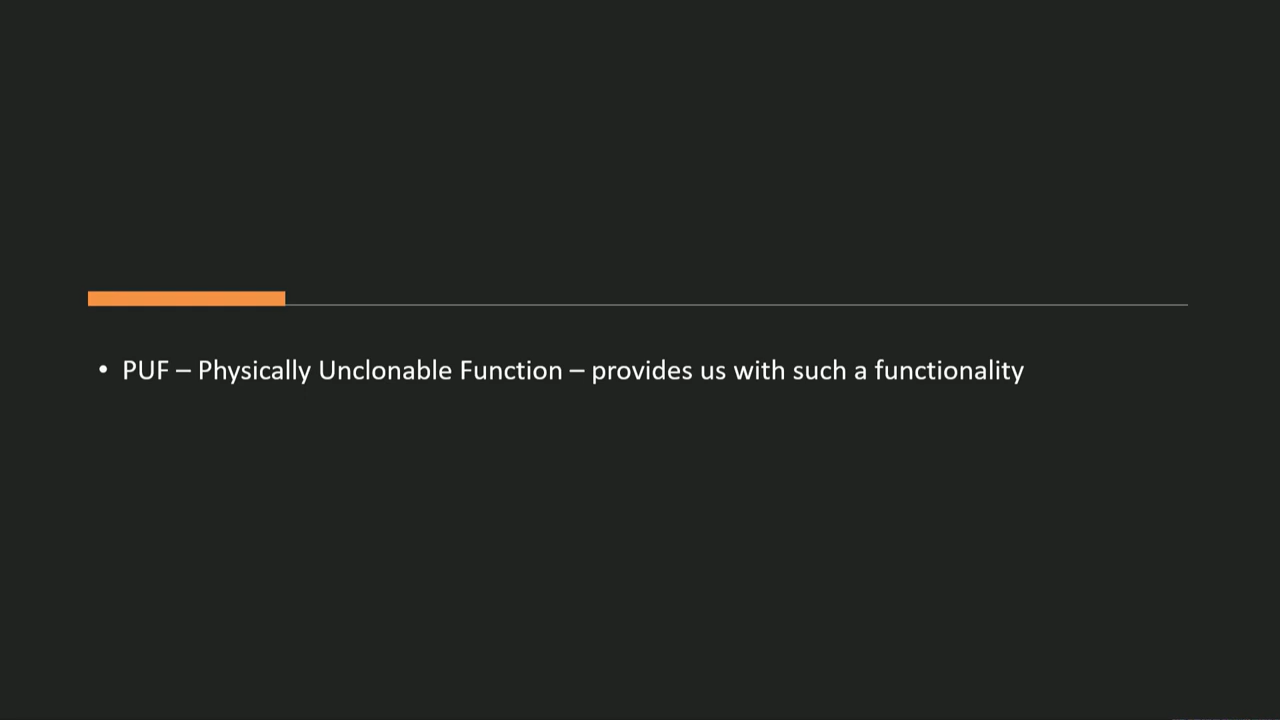 • PUF – Physically Unclonable Function – provides us with such a functionality